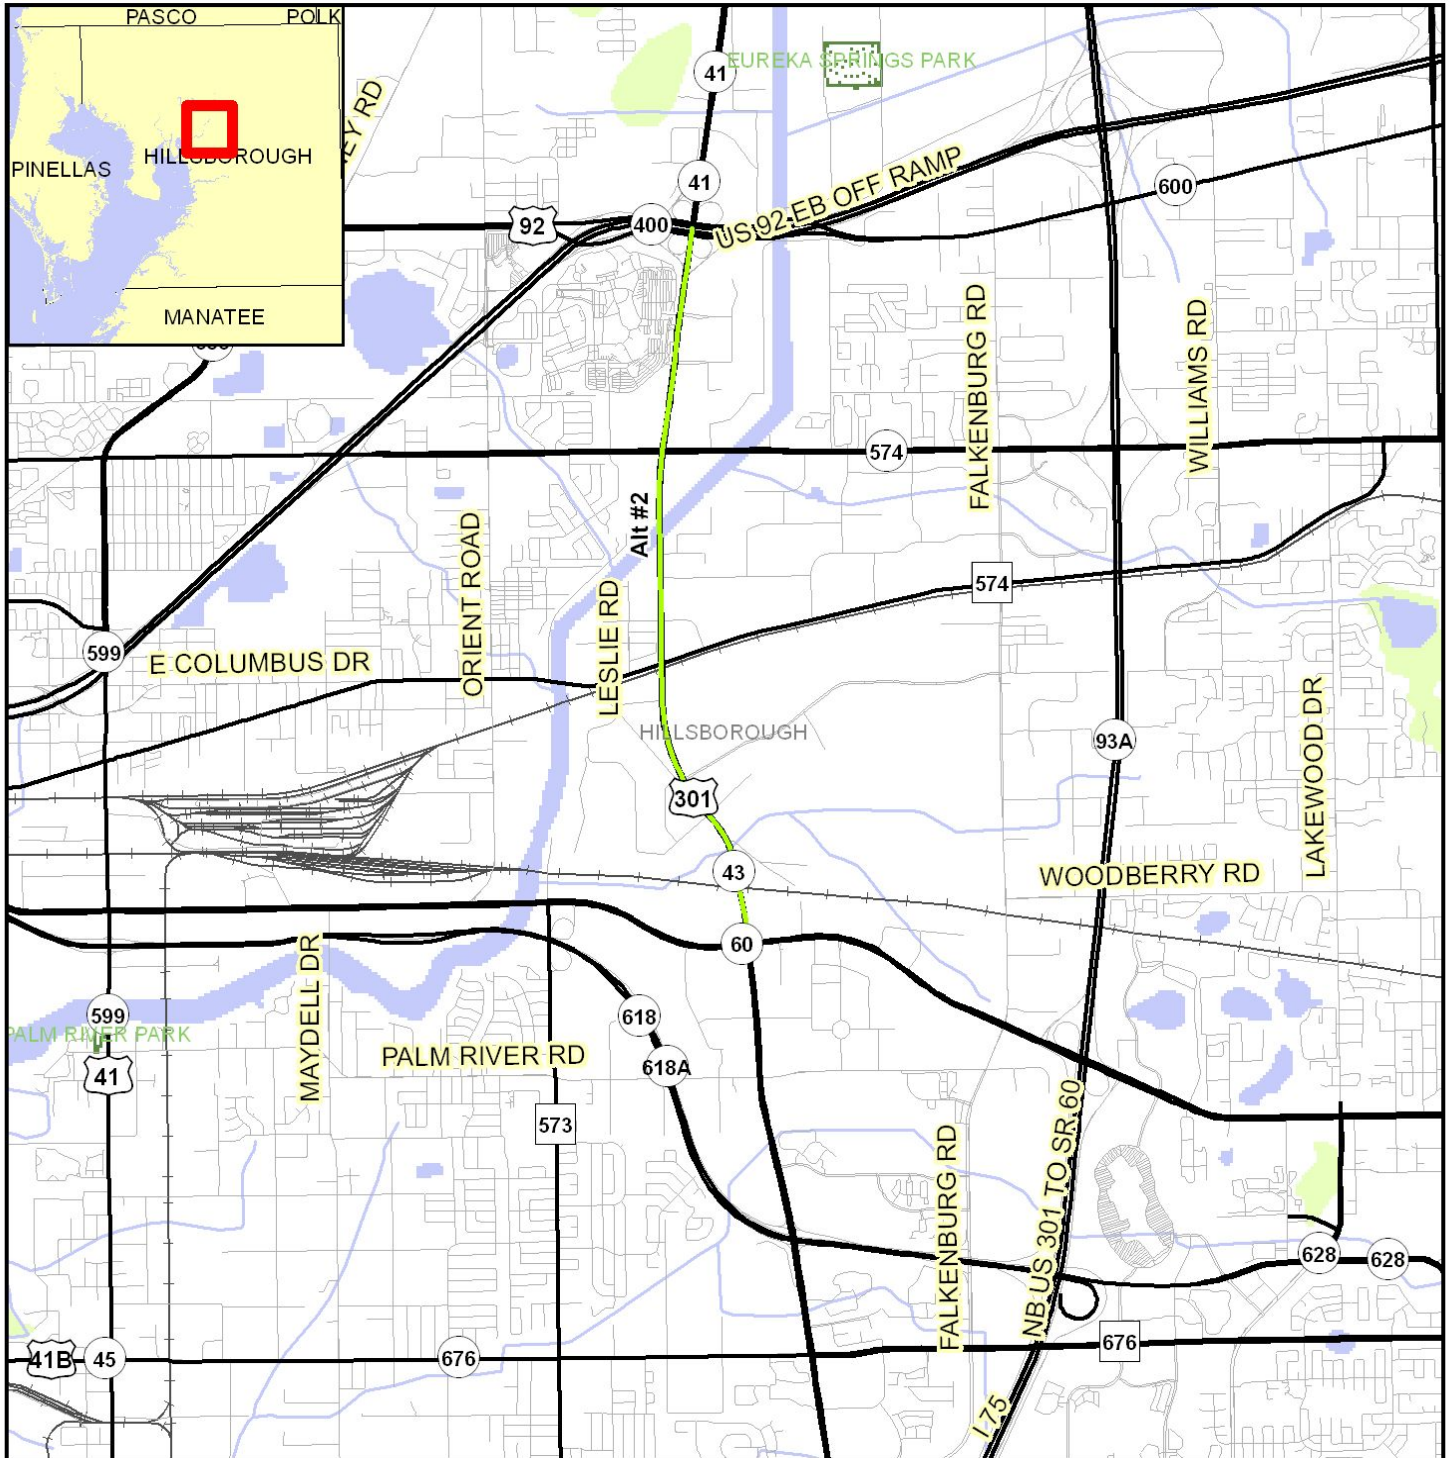 PASCO
POLK
PINELLAS
HILLSBOROUGH
MANATEE
41
EUREKA SPRINGS PARK
41
US 92 EB OFF RAMP
600
92
400
FALKENBURG RD
WILLIAMS RD
574
Alt #2
ORIENT ROAD
574
LESLIE RD
599
E COLUMBUS DR
HILLSBOROUGH
93A
LAKEWOOD DR
301
43
WOODBERRY RD
60
MAYDELL DR
599
PALM RIVER PARK
618
41
PALM RIVER RD
618A
573
FALKENBURG RD
NB US 301 TO SR 60
628
628
41B
45
676
676
I-75